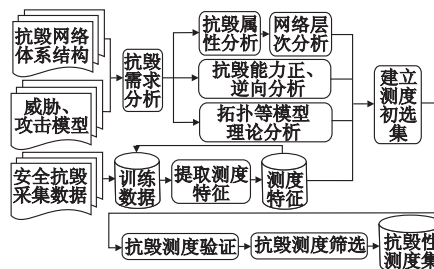 抗毁网络
体系结构
威胁、
攻击模型
抗毁
需求
分析
抗毁属
性分析
网络层
次分析
抗毁能力正、
逆向分析
拓扑等模型
理论分析
建立
测度
初选
集
安全抗毁
采集数据
训练
数据
提取测度
特征
测度
特征
抗毁测度验证
抗毁测度筛选
抗毁性
测度集